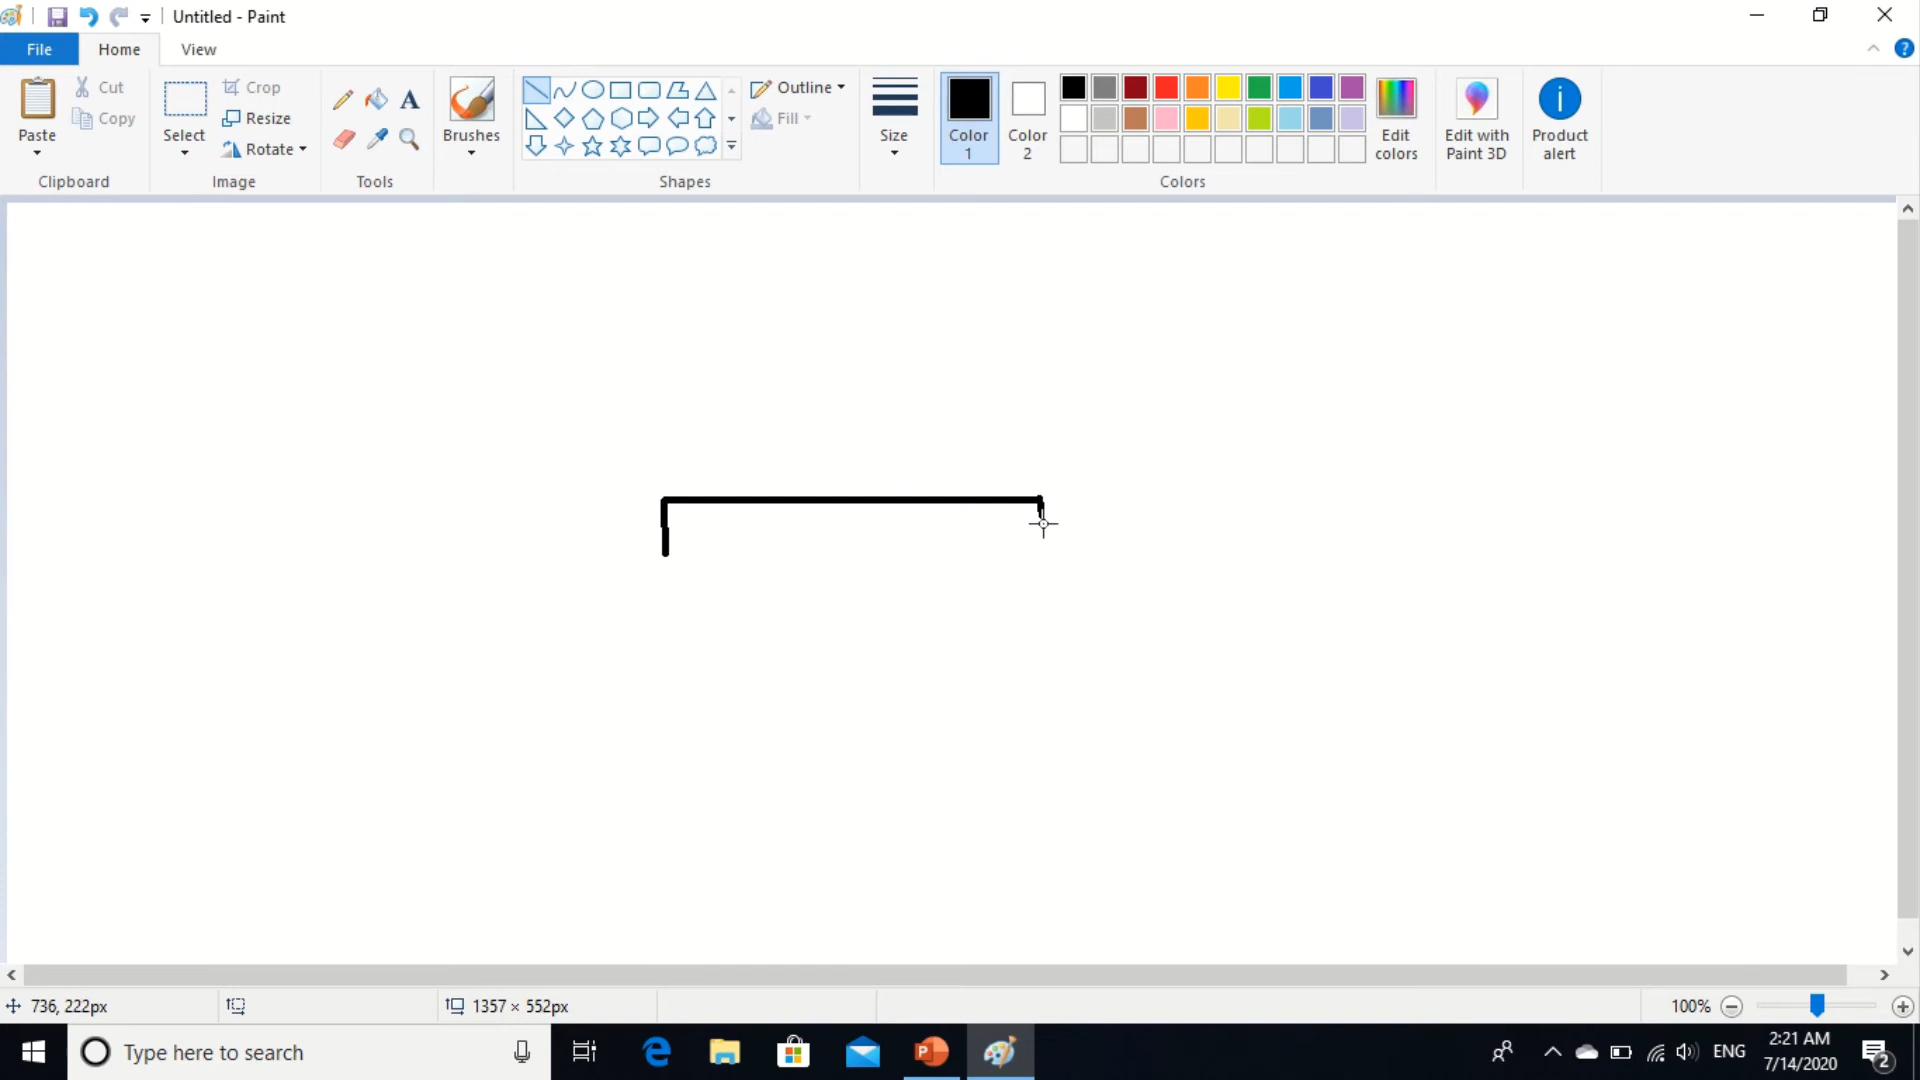 Untitled - Paint
File Home View
Paste
Cut
Copy
Clipboard
Select
Crop
Resize
Rotate
Image
A
Tools
Brushes
Shapes
Outline
Fill
Size
Color 1
Color 2
Colors
Edit colors
Edit with Paint 3D
Product alert
736, 222px
1357 × 552px
100%
Type here to search
ENG
2:21 AM
7/14/2020
2